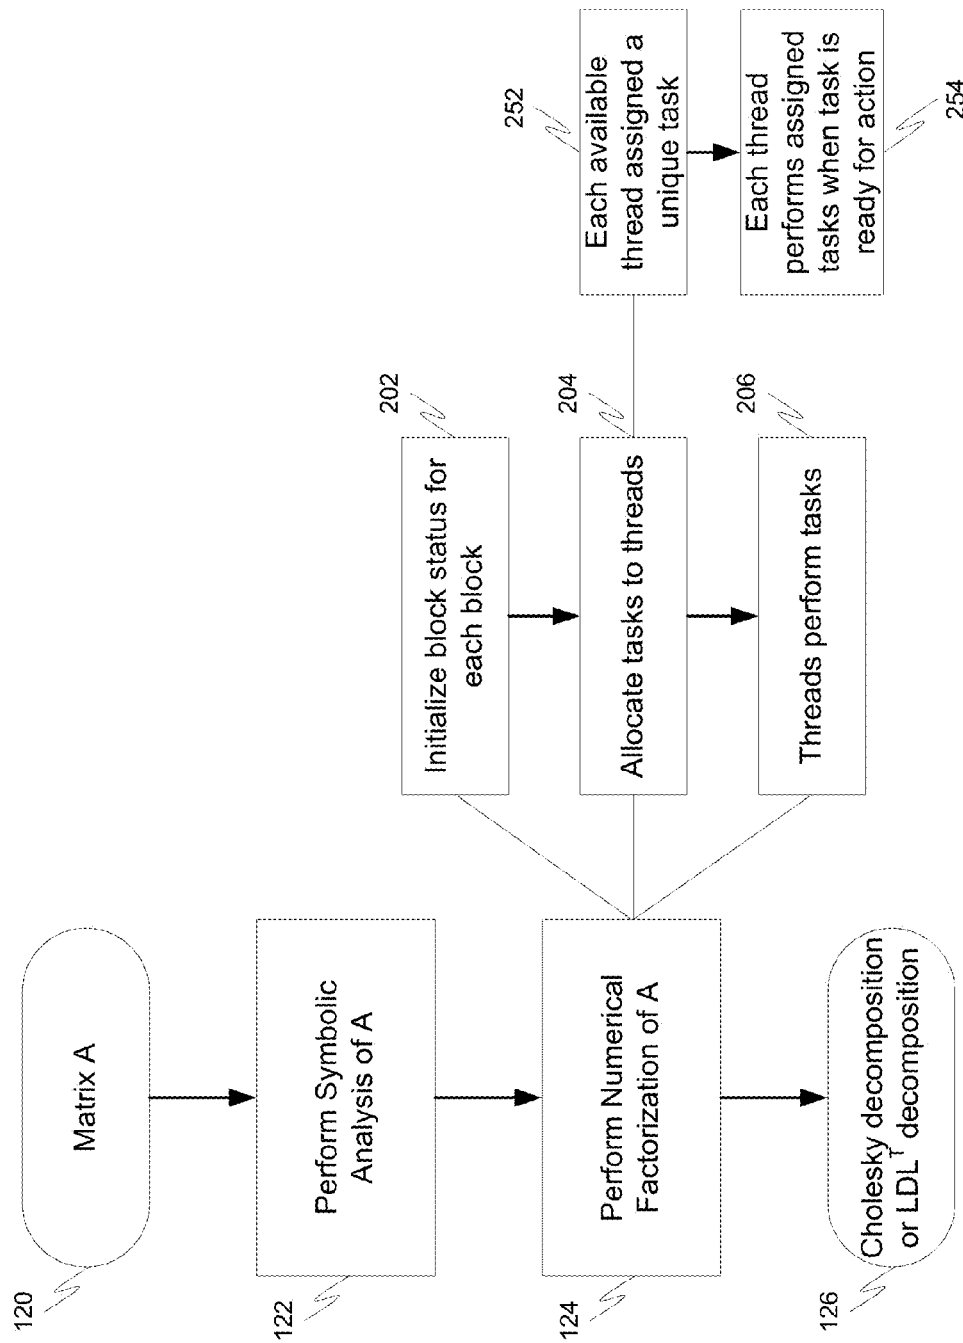 120
Matrix A
122
Perform Symbolic
Analysis of A
124
Perform Numerical
Factorization of A
126
Cholesky decomposition
or LDL^T decomposition
202
Initialize block status for
each block
204
Allocate tasks to threads
206
Threads perform tasks
252
Each available
thread assigned a
unique task
254
Each thread
performs assigned
tasks when task is
ready for action